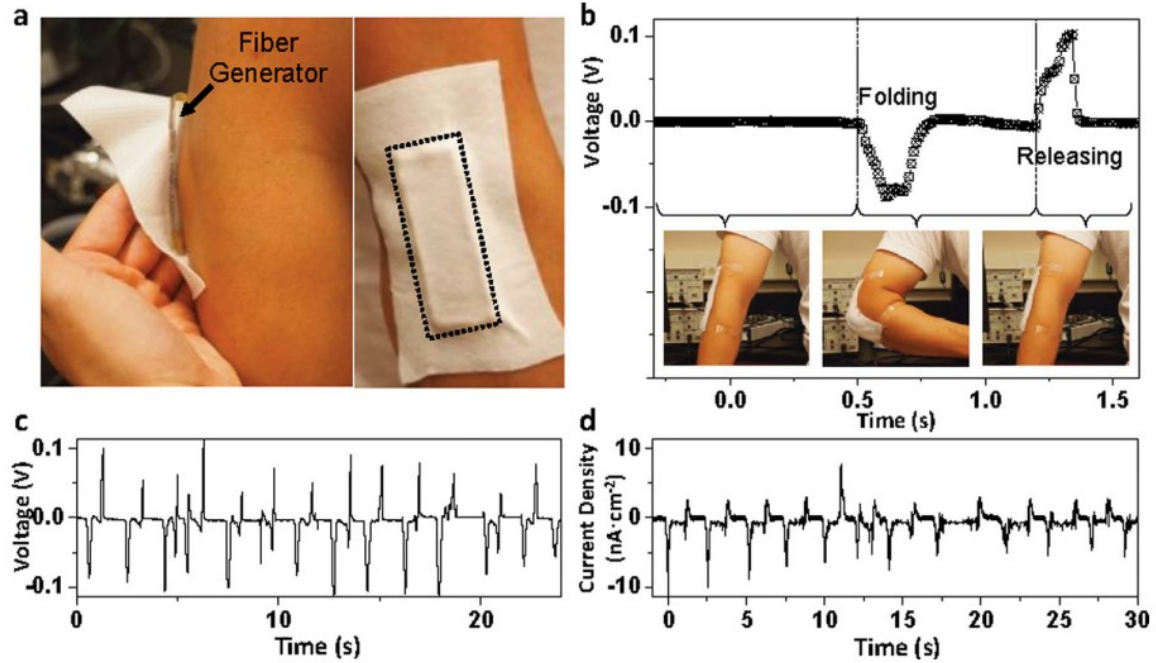 a
Fiber
Generator
b
Voltage (V)
0.1
0.0
-0.1
Folding
Releasing
0.0
0.5
1.0
1.5
Time (s)
c
Voltage (V)
0.1
0.0
-0.1
0
10
20
Time (s)
d
Current Density
(nA·cm-2)
10
0
-10
0
5
10
15
20
25
30
Time (s)